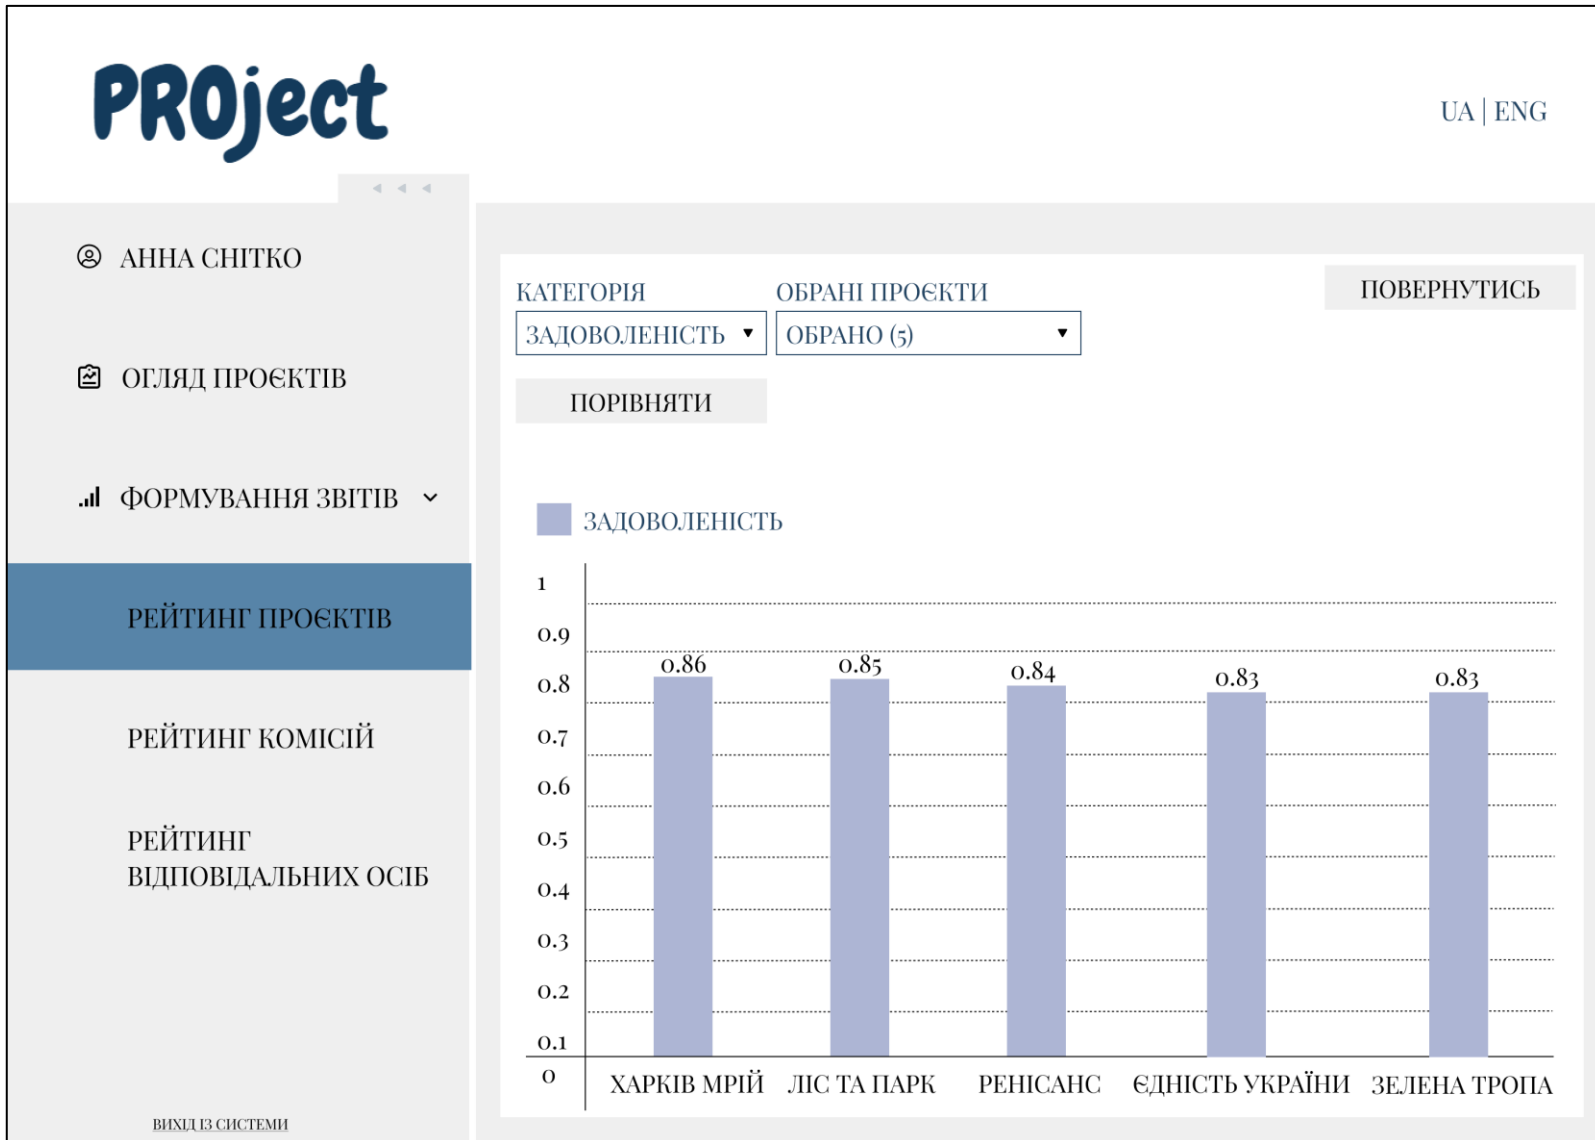 PROject
UA | ENG
АННА СНІТКО
ОГЛЯД ПРОЄКТІВ
ФОРМУВАННЯ ЗВІТІВ
РЕЙТИНГ ПРОЄКТІВ
РЕЙТИНГ КОМІСІЙ
РЕЙТИНГ
ВІДПОВІДАЛЬНИХ ОСІБ
ВИХІД ІЗ СИСТЕМИ
КАТЕГОРІЯ
ОБРАНІ ПРОЄКТИ
ПОВЕРНУТИСЬ
ЗАДОВОЛЕНІСТЬ
ОБРАНО (5)
ПОРІВНЯТИ
ЗАДОВОЛЕНІСТЬ
1
0.9
0.8
0.7
0.6
0.5
0.4
0.3
0.2
0.1
0
0.86
0.85
0.84
0.83
0.83
ХАРКІВ МРІЙ
ЛІС ТА ПАРК
РЕНІСАНС
ЄДНІСТЬ УКРАЇНИ
ЗЕЛЕНА ТРОПА